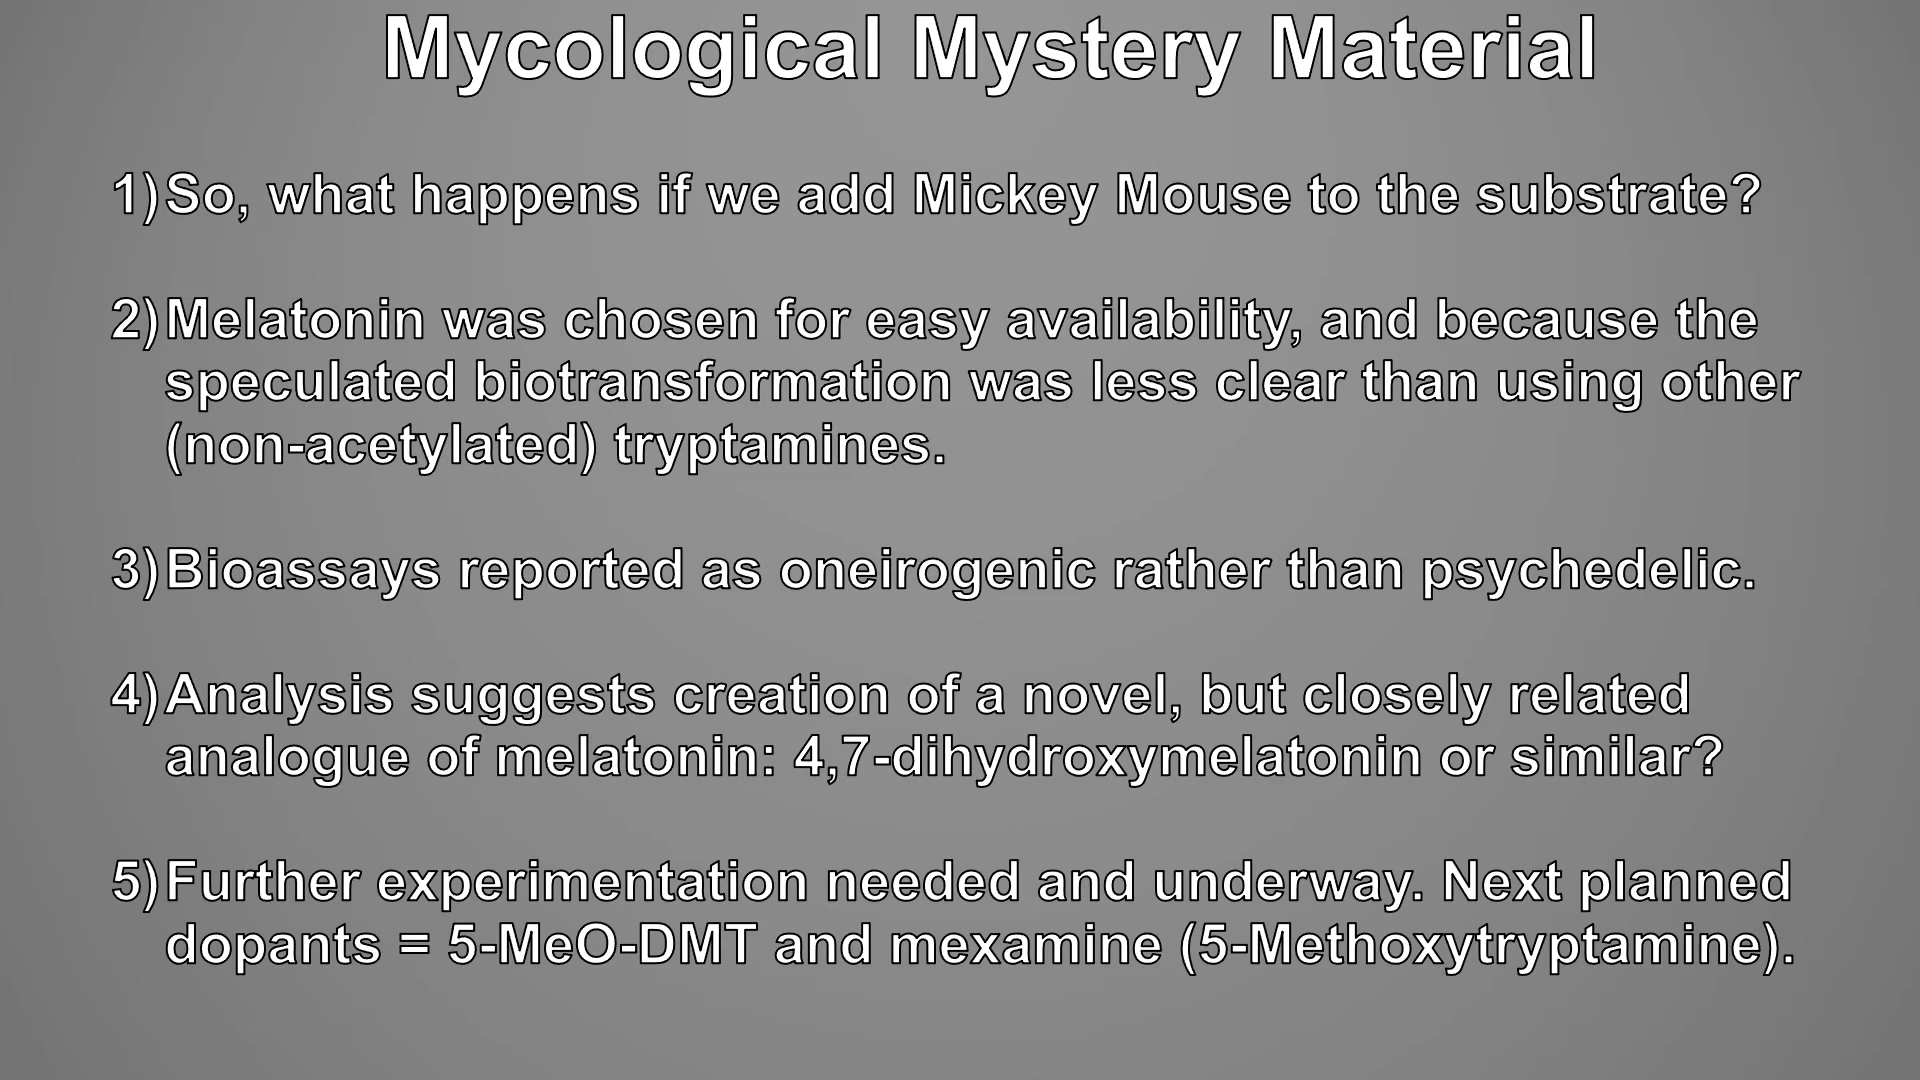 Mycological Mystery Material
1) So, what happens if we add Mickey Mouse to the substrate?
2) Melatonin was chosen for easy availability, and because the
speculated biotransformation was less clear than using other
(non-acetylated) tryptamines.
3) Bioassays reported as oneirogenic rather than psychedelic.
4) Analysis suggests creation of a novel, but closely related
analogue of melatonin: 4,7-dihydroxymelatonin or similar?
5) Further experimentation needed and underway. Next planned
dopants = 5-MeO-DMT and mexamine (5-Methoxytryptamine).